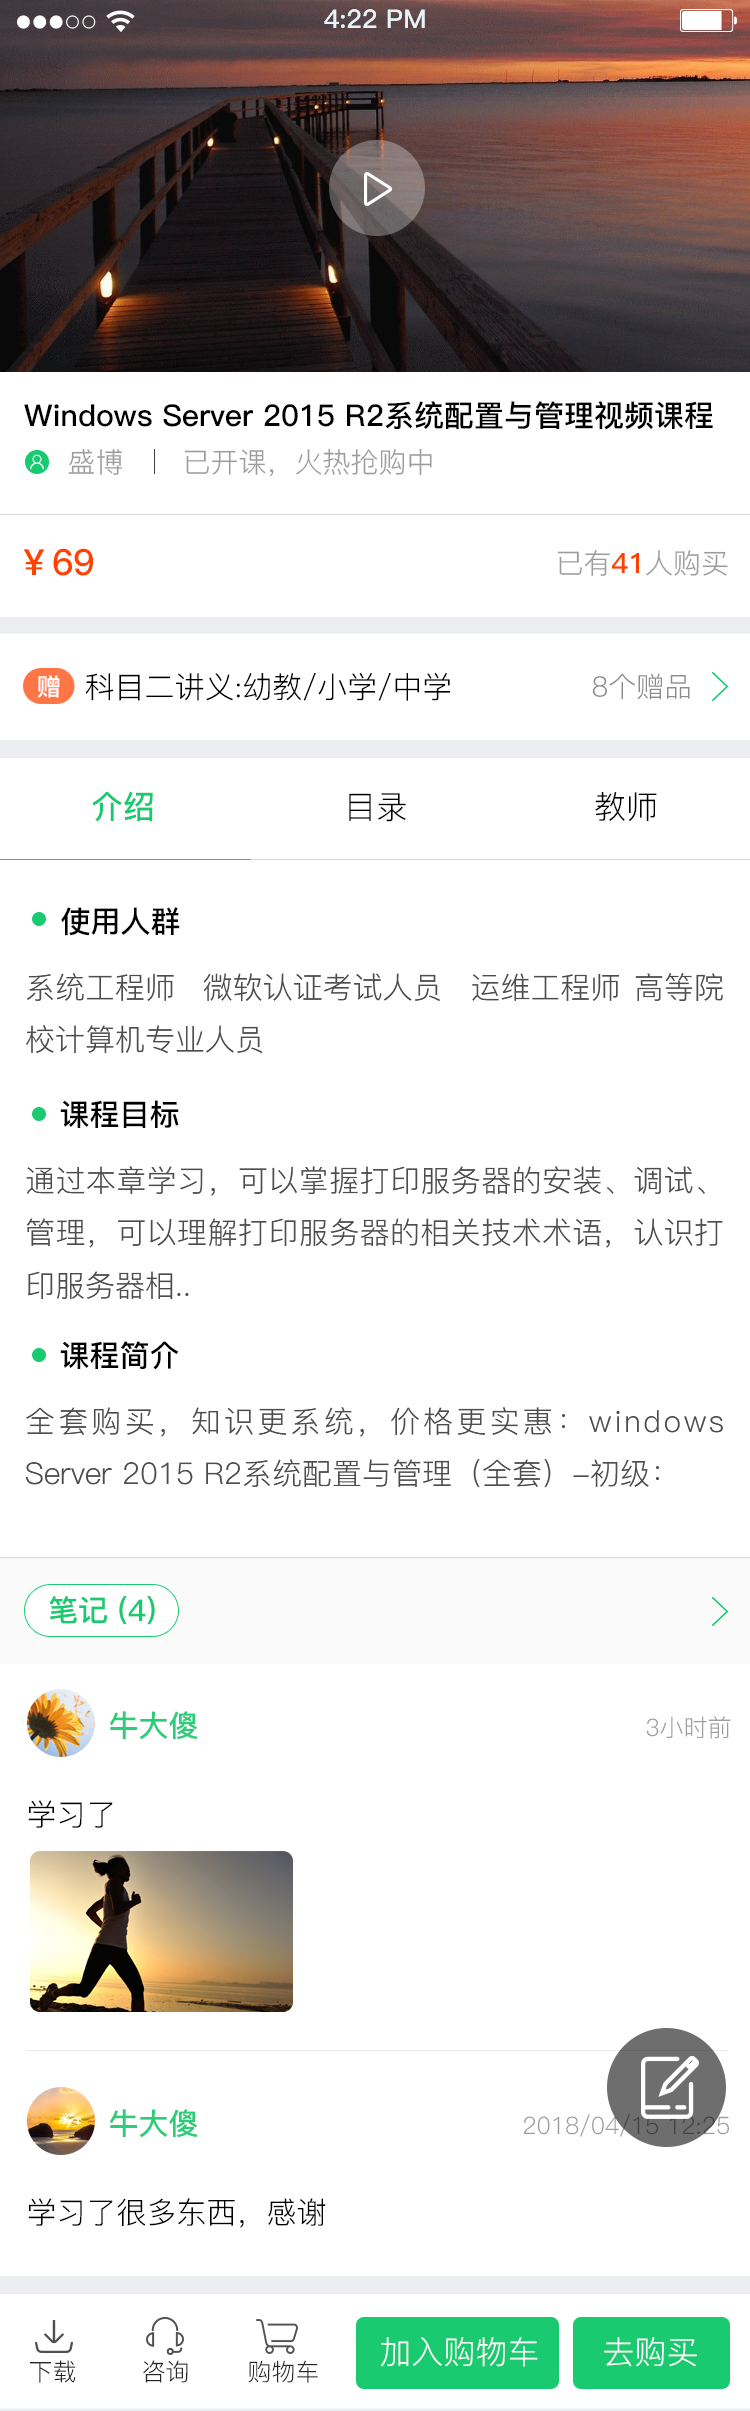 4:22 PM
Windows Server 2015 R2系统配置与管理视频课程
盛博 | 已开课，火热抢购中
¥ 69
已有41人购买
赠 科目二讲义:幼教/小学/中学 8个赠品
介绍 目录 教师
使用人群
系统工程师 微软认证考试人员 运维工程师 高等院
校计算机专业人员
课程目标
通过本章学习，可以掌握打印服务器的安装、调试、
管理，可以理解打印服务器的相关技术术语，认识打
印服务器相..
课程简介
全套购买，知识更系统，价格更实惠：windows
Server 2015 R2系统配置与管理（全套）-初级：
笔记 (4)
牛大傻 3小时前
学习了
牛大傻 2018/04/15 12:25
学习了很多东西，感谢
下载 咨询 购物车 加入购物车 去购买